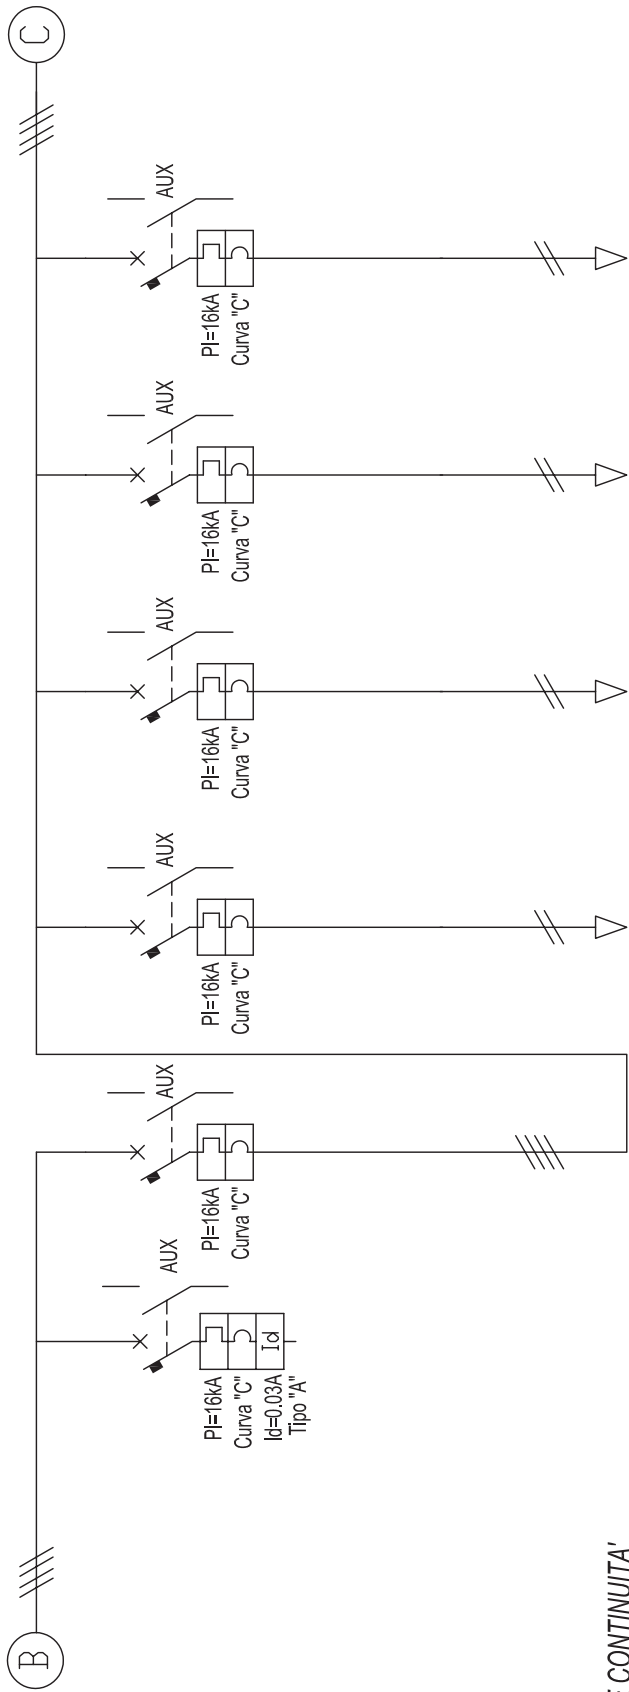 B
AUX
PI=16kA
Curva "C"
Id
Id=0.03A
Tipo "A"
AUX
PI=16kA
Curva "C"
AUX
PI=16kA
Curva "C"
AUX
PI=16kA
Curva "C"
AUX
PI=16kA
Curva "C"
AUX
PI=16kA
Curva "C"
C
CONTINUITA'